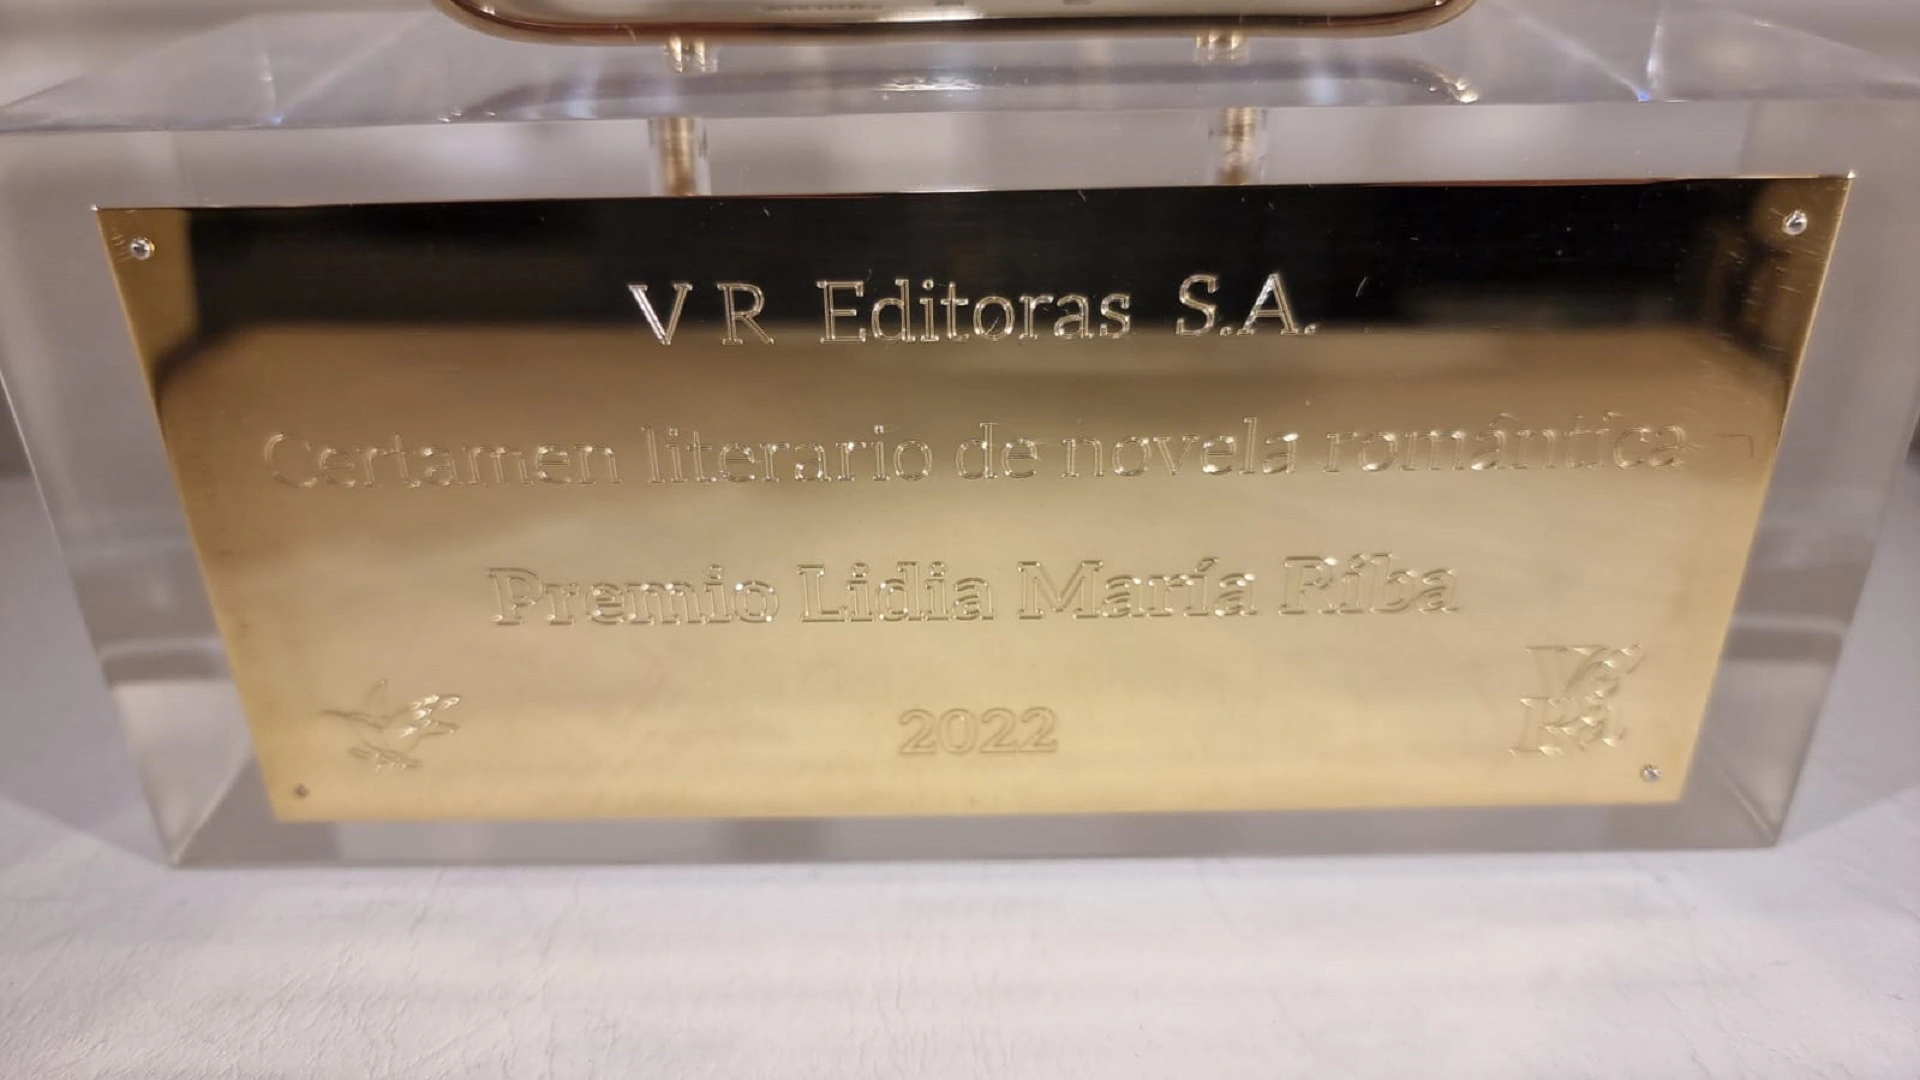 V R Editoras S.A.
Certamen literario de novela romántica
Premio Lidia María Riba
2022